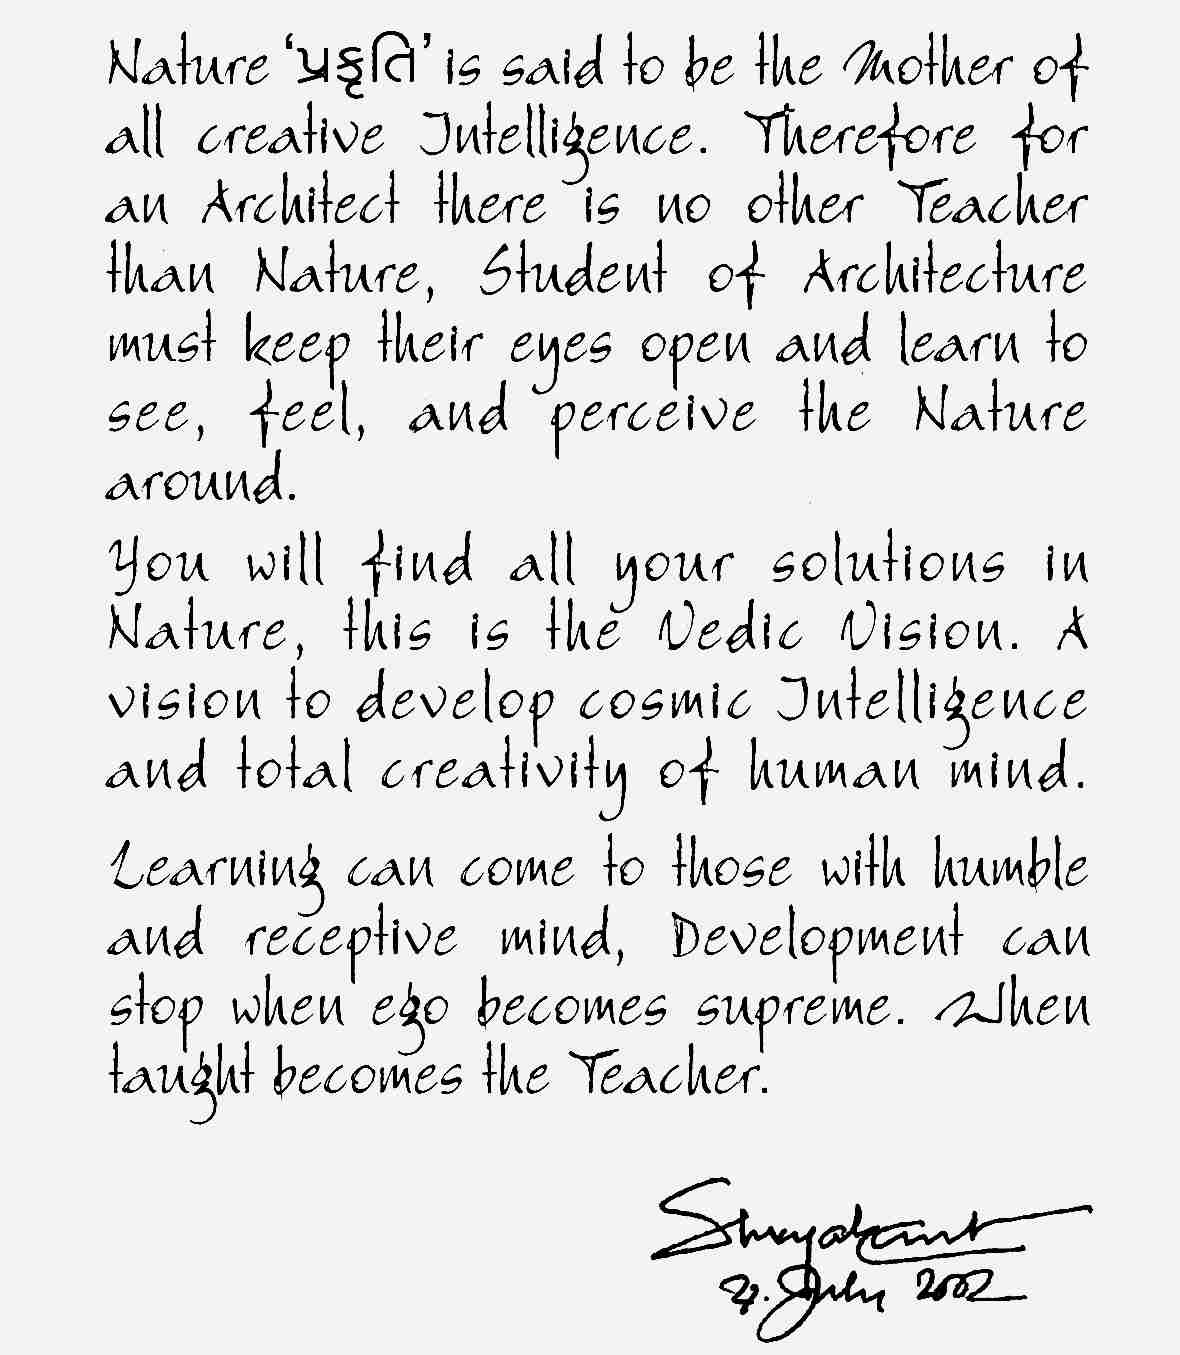 Nature ‘પ્રકૃતિ’ is said to be the Mother of
all creative Intelligence. Therefore for
an Architect there is no other Teacher
than Nature, Student of Architecture
must keep their eyes open and learn to
see, feel, and perceive the Nature
around.
You will find all your solutions in
Nature, this is the Vedic Vision. A
vision to develop cosmic Intelligence
and total creativity of human mind.
Learning can come to those with humble
and receptive mind, Development can
stop when ego becomes supreme. When
taught becomes the Teacher.
July 2002